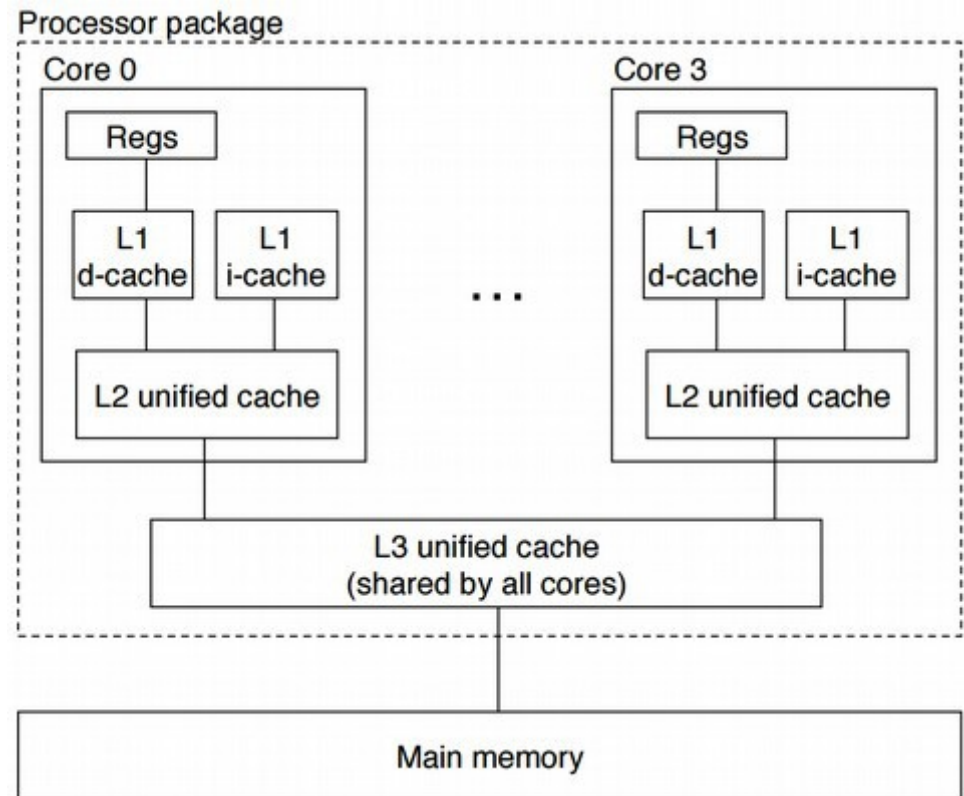 Processor package
Core 0
Regs
L1
d-cache
L1
i-cache
L2 unified cache
...
Core 3
Regs
L1
d-cache
L1
i-cache
L2 unified cache
L3 unified cache
(shared by all cores)
Main memory